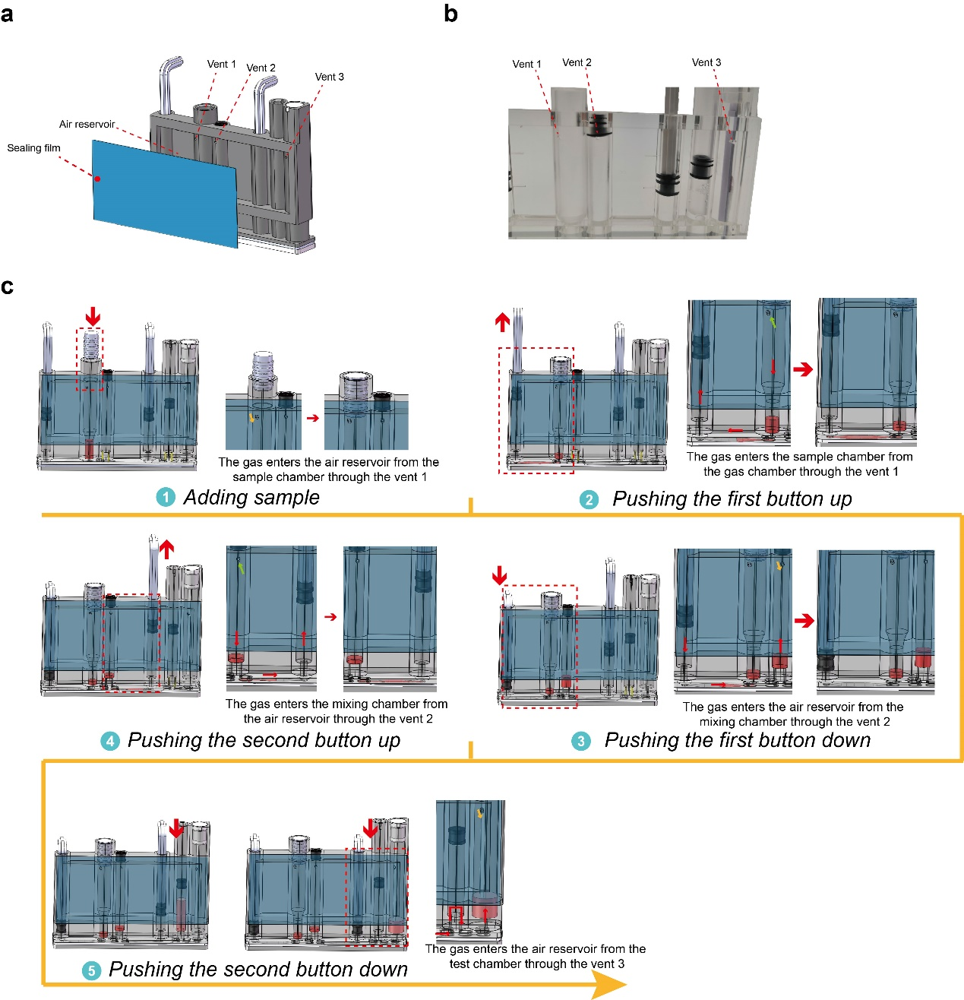 a
b
Vent 1
Vent 2
Vent 3
Air reservoir
Sealing film
Vent 1
Vent 2
Vent 3
c
The gas enters the air reservoir from the
sample chamber through the vent 1
1 Adding sample
The gas enters the sample chamber from
the gas chamber through the vent 1
2 Pushing the first button up
The gas enters the mixing chamber from
the air reservoir through the vent 2
4 Pushing the second button up
The gas enters the air reservoir from the
mixing chamber through the vent 2
3 Pushing the first button down
The gas enters the air reservoir from the
test chamber through the vent 3
5 Pushing the second button down